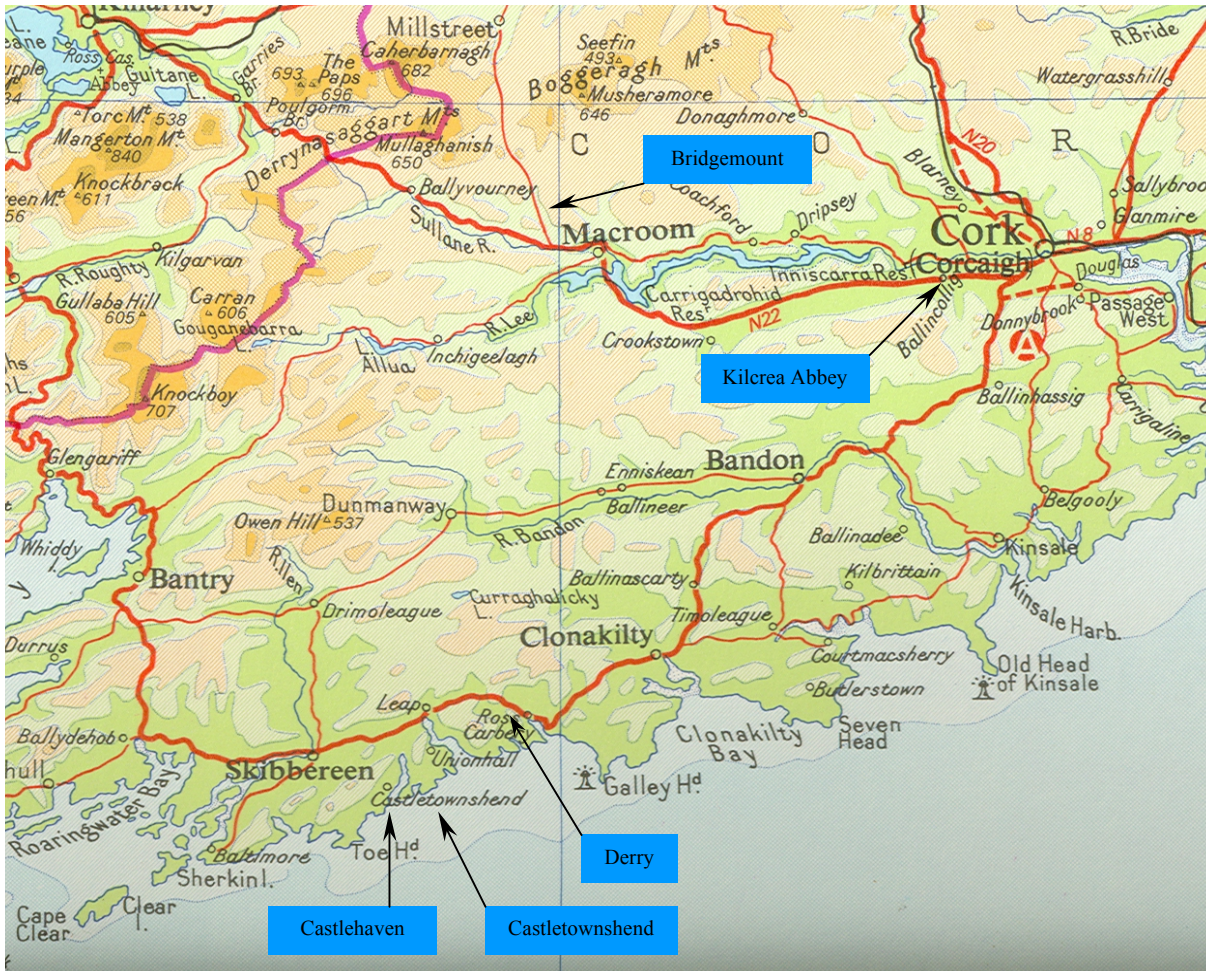 Killarney
Millstreet
Ross Cas.
Abbey
Guitane
L.
Garries
Br.
693
The
Paps
696
Caherbarnagh
682
Seefin
493
Boggeragh Mts
Musheramore
646
R.Bride
Watergrasshill
Torc Mt 538
Mangerton Mt.
840
Poulgorm
Br.
Derrynasaggart Mts
Mullaghanish
650
Donaghmore
C O R
N20
Bridgemount
Knockbrack
611
Ballyvourney
Sullane R.
Coachford
Dripsey
Blarney
Sallybroo
Glanmire
Macroom
Cork
Corcaigh
N8
Kilgarvan
R.Roughty
Inniscarra Resr
Douglas
Gullaba Hill
605
Carran
606
Gouganebarra
L.
Carrigadrohid
Resr
N22
Ballincollig
Donnybrook
Passage
West
R.Lee
L.
Allua
Inchigeelagh
Crookstown
A
Kilcrea Abbey
Knockboy
707
Ballinhassig
Carrigaline
Glengariff
Bandon
Enniskean
Ballineer
Dunmanway
Belgooly
Owen Hill 537
R.Bandon
Ballinadee
Whiddy
I.
Kinsale
Bantry
R.Ilen
Ballinascarty
Kilbrittain
Drimoleague
Curraghalicky
L.
Timoleague
Kinsale Harb.
Durrus
Clonakilty
Courtmacsherry
Old Head
of Kinsale
Butlerstown
Leap
Ross
Carbery
Clonakilty
Bay
Seven
Head
Ballydehob
Skibbereen
Unionhall
hull
Galley Hd.
Castletownshend
Roaringwater Bay
Toe Hd.
Baltimore
Sherkin I.
Derry
Cape
Clear
Clear
I.
Castlehaven
Castletownshend